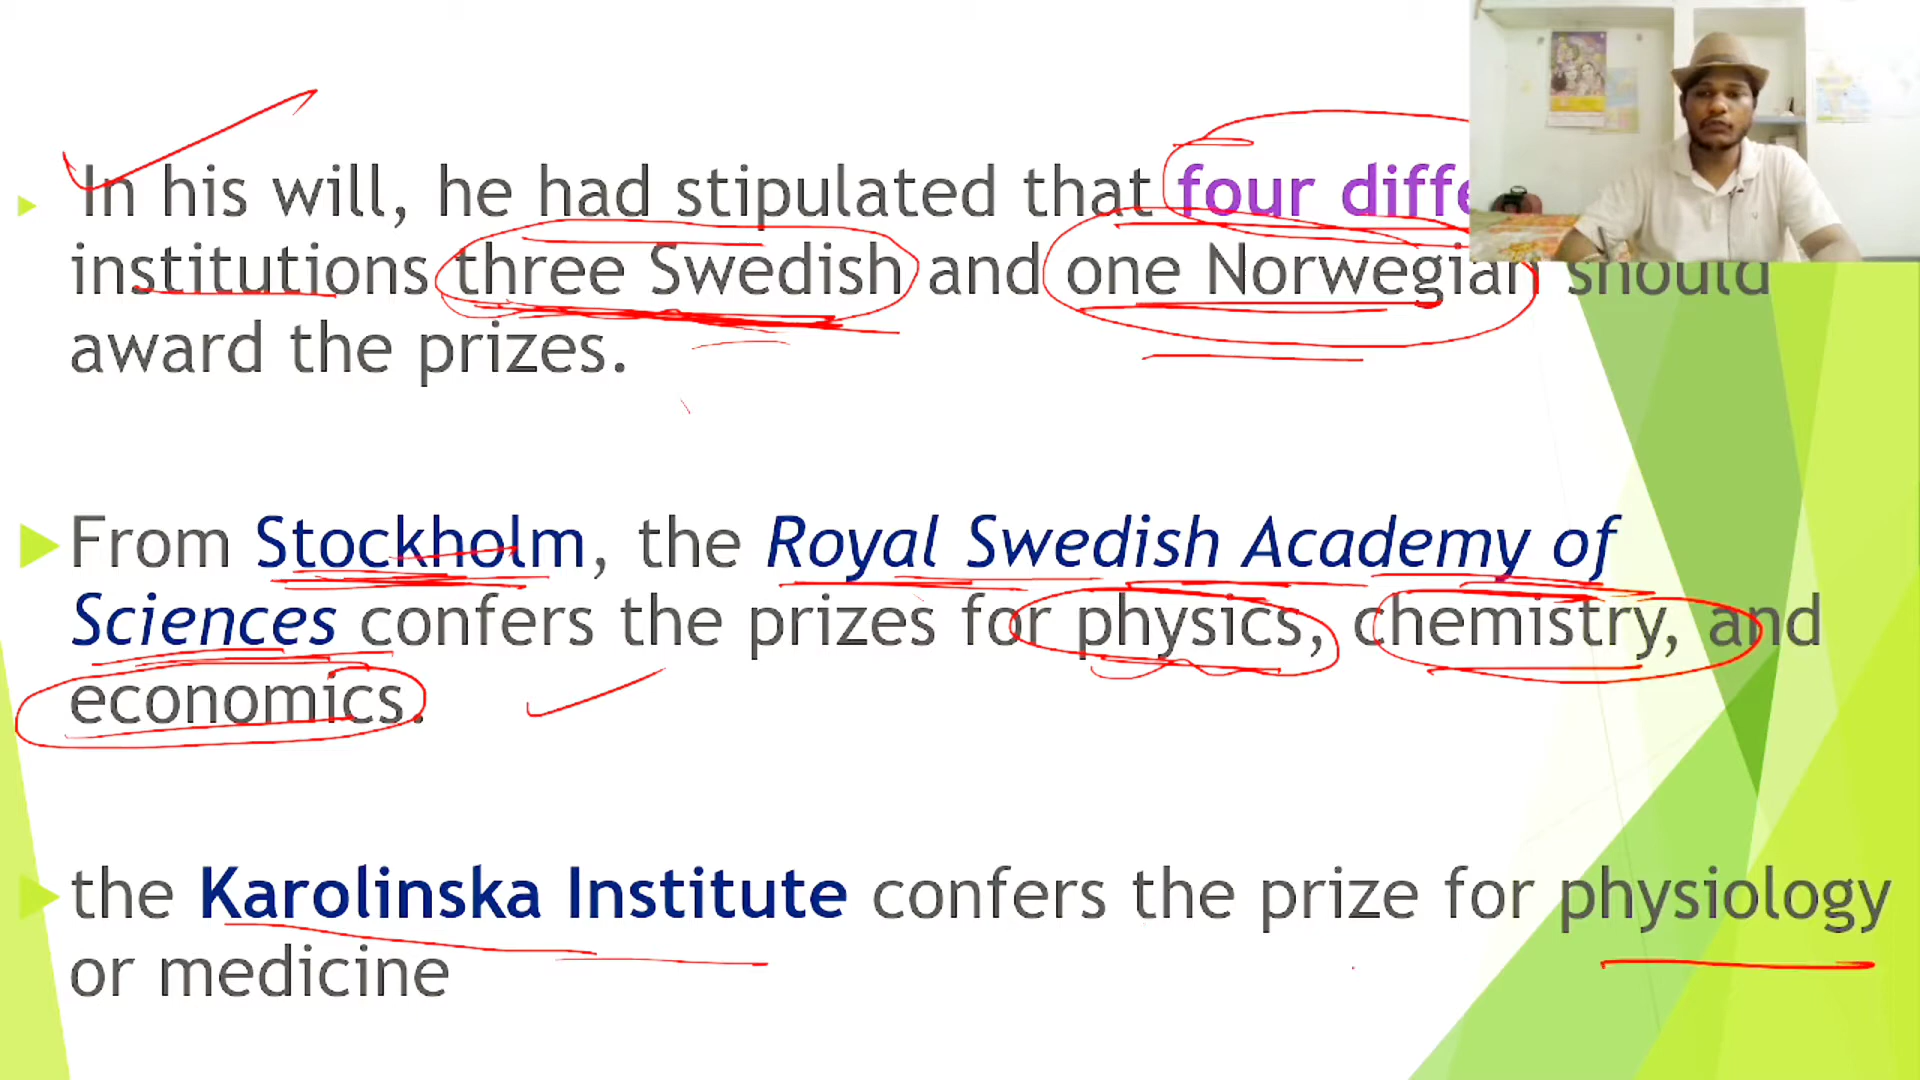 In his will, he had stipulated that four
institutions three Swedish and one Norwegian should
award the prizes.
From Stockholm, the Royal Swedish Academy of
Sciences confers the prizes for physics, chemistry, and
economics.
the Karolinska Institute confers the prize for physiology
or medicine